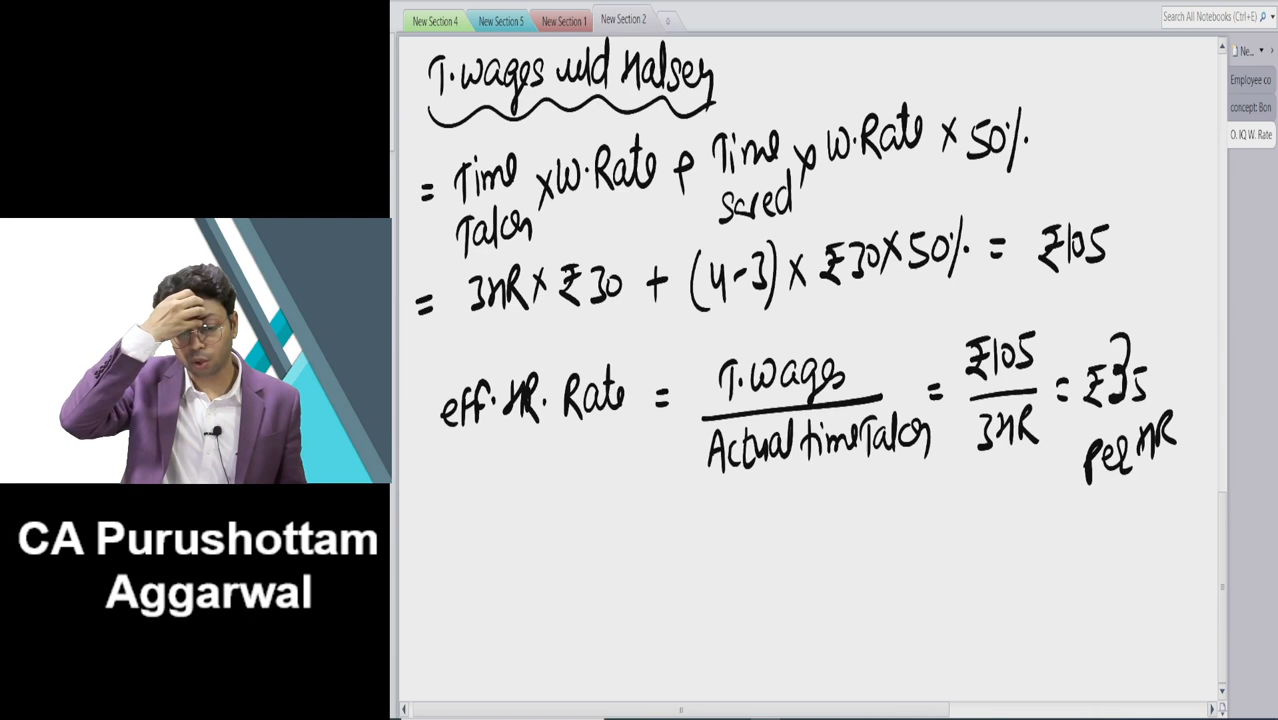 New Section 4 New Section 5 New Section 1 New Section 2
Search All Notebooks (Ctrl+E)
Ne...
Employee co
concept: Bon
O. IQ W. Rate
T.wages u/d Halsey
= Time Taken × W.Rate + Time saved × W.Rate × 50%
= 3HR × ₹30 + (4-3) × ₹30 × 50% = ₹105
eff. HR. Rate = T.wages / Actual time Taken = ₹105 / 3HR = ₹35 per HR
CA Purushottam
Aggarwal